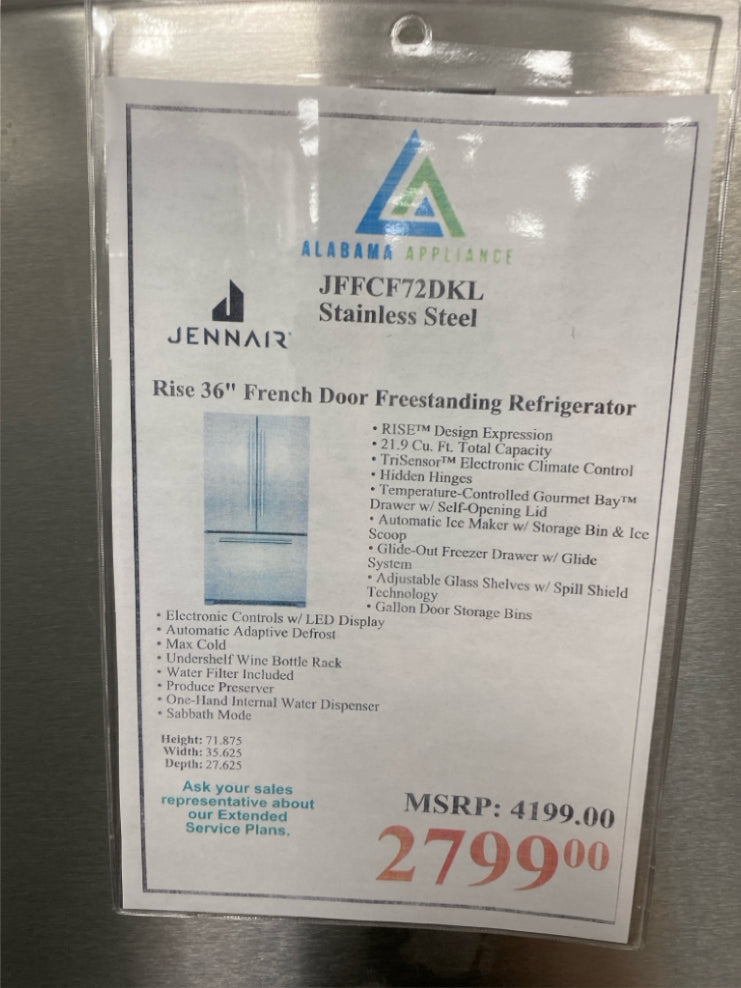 ALABAMA APPLIANCE
JFFCF72DKL
Stainless Steel
JENNAIR
Rise 36" French Door Freestanding Refrigerator
• RISE™ Design Expression
• 21.9 Cu. Ft. Total Capacity
• TriSensor™ Electronic Climate Control
• Hidden Hinges
• Temperature-Controlled Gourmet Bay™
Drawer w/ Self-Opening Lid
• Automatic Ice Maker w/ Storage Bin & Ice
Scoop
• Glide-Out Freezer Drawer w/ Glide
System
• Adjustable Glass Shelves w/ Spill Shield
Technology
• Gallon Door Storage Bins
• Electronic Controls w/ LED Display
• Automatic Adaptive Defrost
• Max Cold
• Undershelf Wine Bottle Rack
• Water Filter Included
• Produce Preserver
• One-Hand Internal Water Dispenser
• Sabbath Mode
Height: 71.875
Width: 35.625
Depth: 27.625
Ask your sales
representative about
our Extended
Service Plans.
MSRP: 4199.00
2799⁰⁰